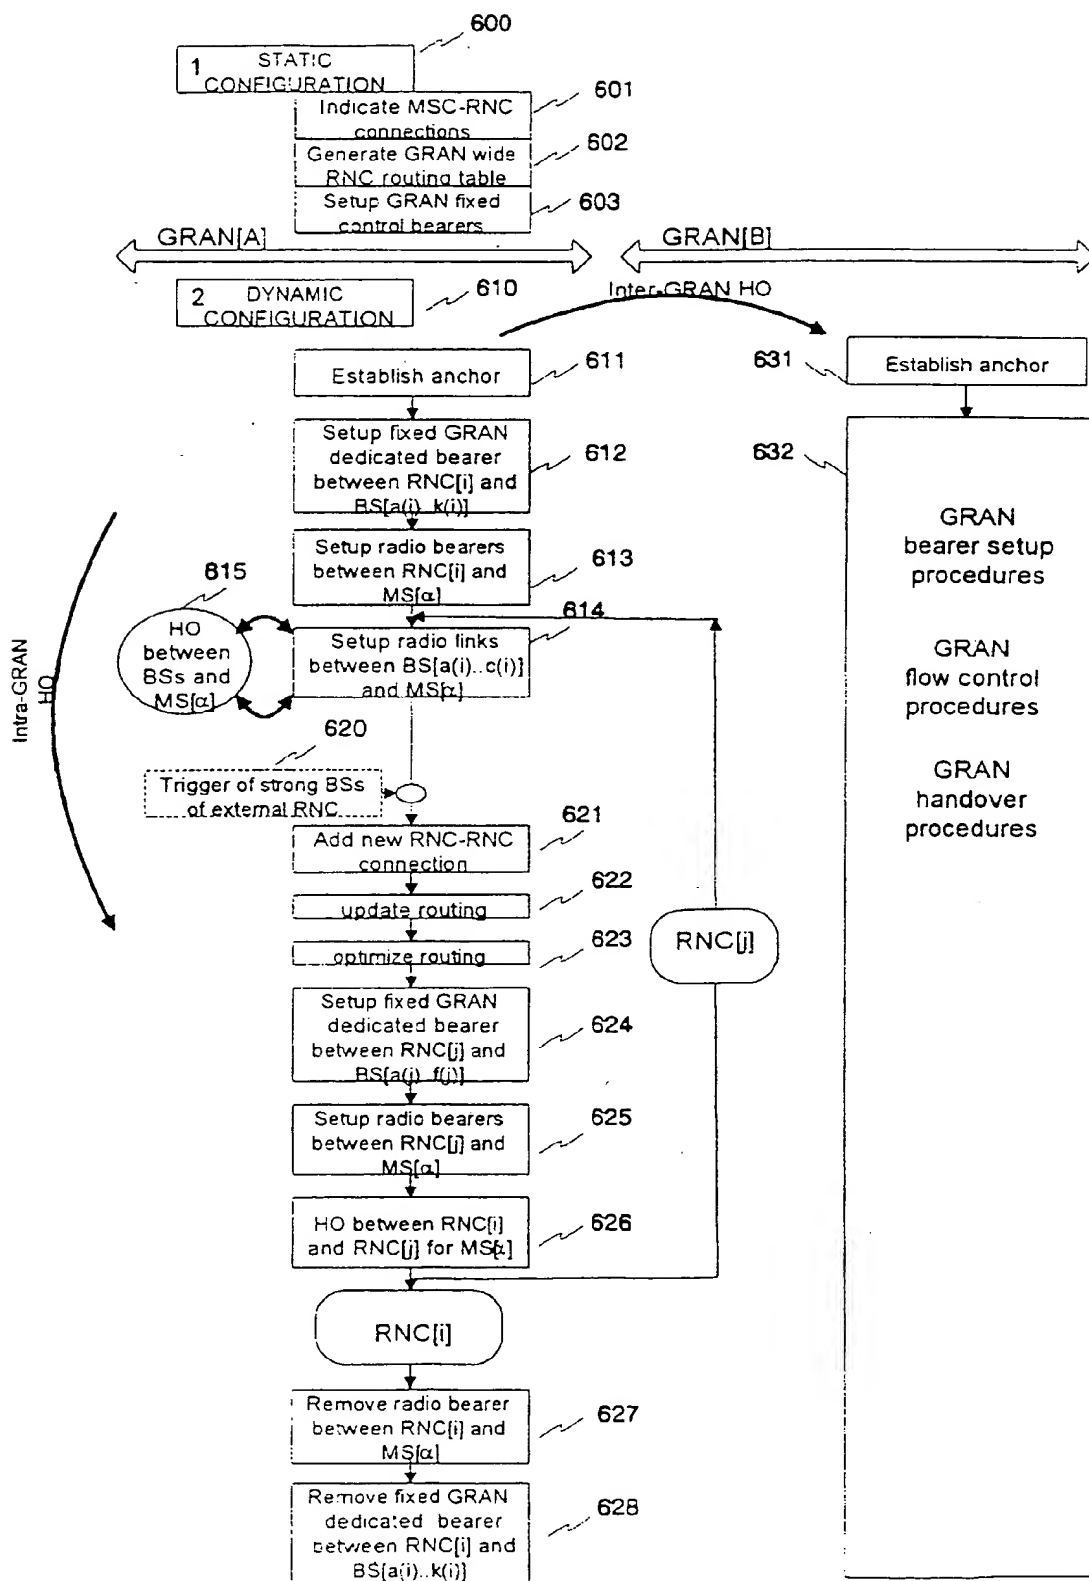 600
1 STATIC
CONFIGURATION
601
Indicate MSC-RNC
connections
602
Generate GRAN wide
RNC routing table
603
Setup GRAN fixed
control bearers
GRAN[A]
GRAN[B]
2 DYNAMIC
CONFIGURATION
610
Inter-GRAN HO
Establish anchor
611
631
Establish anchor
Setup fixed GRAN
dedicated bearer
between RNC[i] and
BS[a(i)..k(i)]
612
632
GRAN
bearer setup
procedures
GRAN
flow control
procedures
GRAN
handover
procedures
Setup radio bearers
between RNC[i] and
MS[α]
613
615
HO
between
BSs and
MS[α]
614
Setup radio links
between BS[a(i)..c(i)]
and MS[α]
Intra-GRAN
HO
620
Trigger of strong BSs
of external RNC
621
Add new RNC-RNC
connection
622
update routing
623
optimize routing
RNC[j]
Setup fixed GRAN
dedicated bearer
between RNC[j] and
BS[a(j)..f(j)]
624
Setup radio bearers
between RNC[j] and
MS[α]
625
HO between RNC[i]
and RNC[j] for MS[α]
626
RNC[i]
Remove radio bearer
between RNC[i] and
MS[α]
627
Remove fixed GRAN
dedicated bearer
between RNC[i] and
BS[a(i)..k(i)]
628